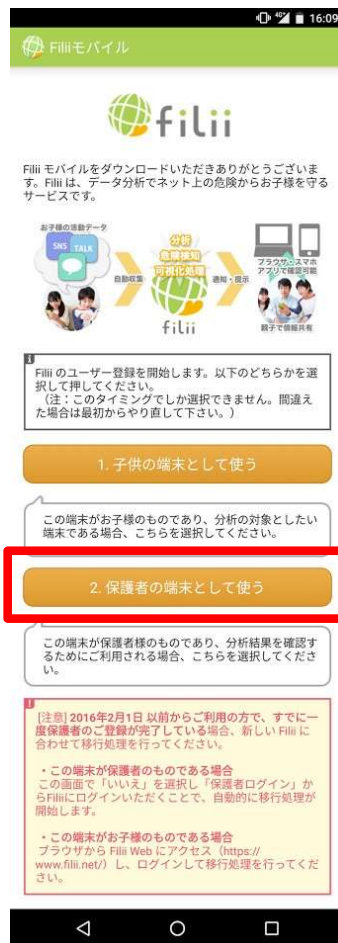 4G 16:09
Filiiモバイル
filii
Filii モバイルをダウンロードいただきありがとうございま
す。Filii は、データ分析でネット上の危険からお子様を守る
サービスです。
お子様の活動データ
SNS TALK
自動収集
分析
危険検知
可視化処理
filii
通知・提示
ブラウザ・スマホ
アプリで確認可能
親子で情報共有
Filii のユーザー登録を開始します。以下のどちらかを選
択して押してください。
(注:このタイミングでしか選択できません。間違え
た場合は最初からやり直して下さい。)
1. 子供の端末として使う
この端末がお子様のものであり、分析の対象としたい
端末である場合、こちらを選択してください。
2. 保護者の端末として使う
この端末が保護者様のものであり、分析結果を確認す
るためにご利用される場合、こちらを選択してくださ
い。
[注意] 2016年2月1日 以前からご利用の方で、すでに一
度保護者のご登録が完了している場合、新しい Filii に
合わせて移行処理を行ってください。
・この端末が保護者のものである場合
この画面で「いいえ」を選択し「保護者ログイン」か
らFiliiにログインいただくことで、自動的に移行処理が
開始します。
・この端末がお子様のものである場合
ブラウザから Filii Web にアクセス(https://
www.filii.net/)し、ログインして移行処理を行ってくだ
さい。